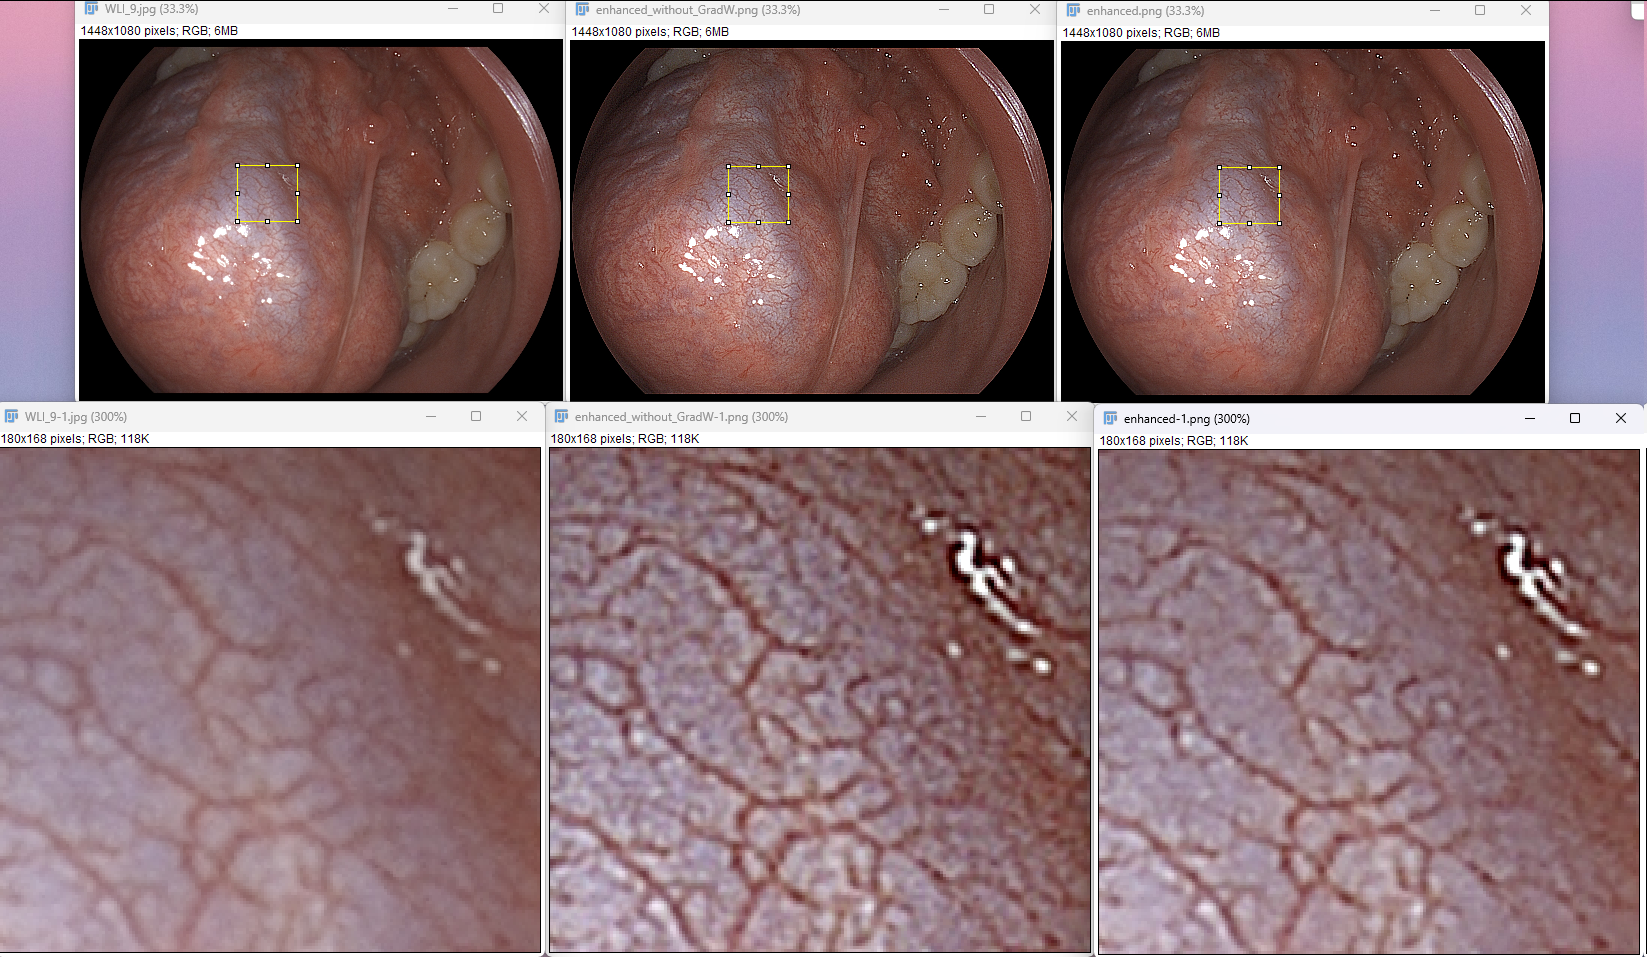 WLI_9.jpg (33.3%)
1448x1080 pixels; RGB; 6MB
enhanced_without_GradW.png (33.3%)
1448x1080 pixels; RGB; 6MB
enhanced.png (33.3%)
1448x1080 pixels; RGB; 6MB
WLI_9-1.jpg (300%)
180x168 pixels; RGB; 118K
enhanced_without_GradW-1.png (300%)
180x168 pixels; RGB; 118K
enhanced-1.png (300%)
180x168 pixels; RGB; 118K